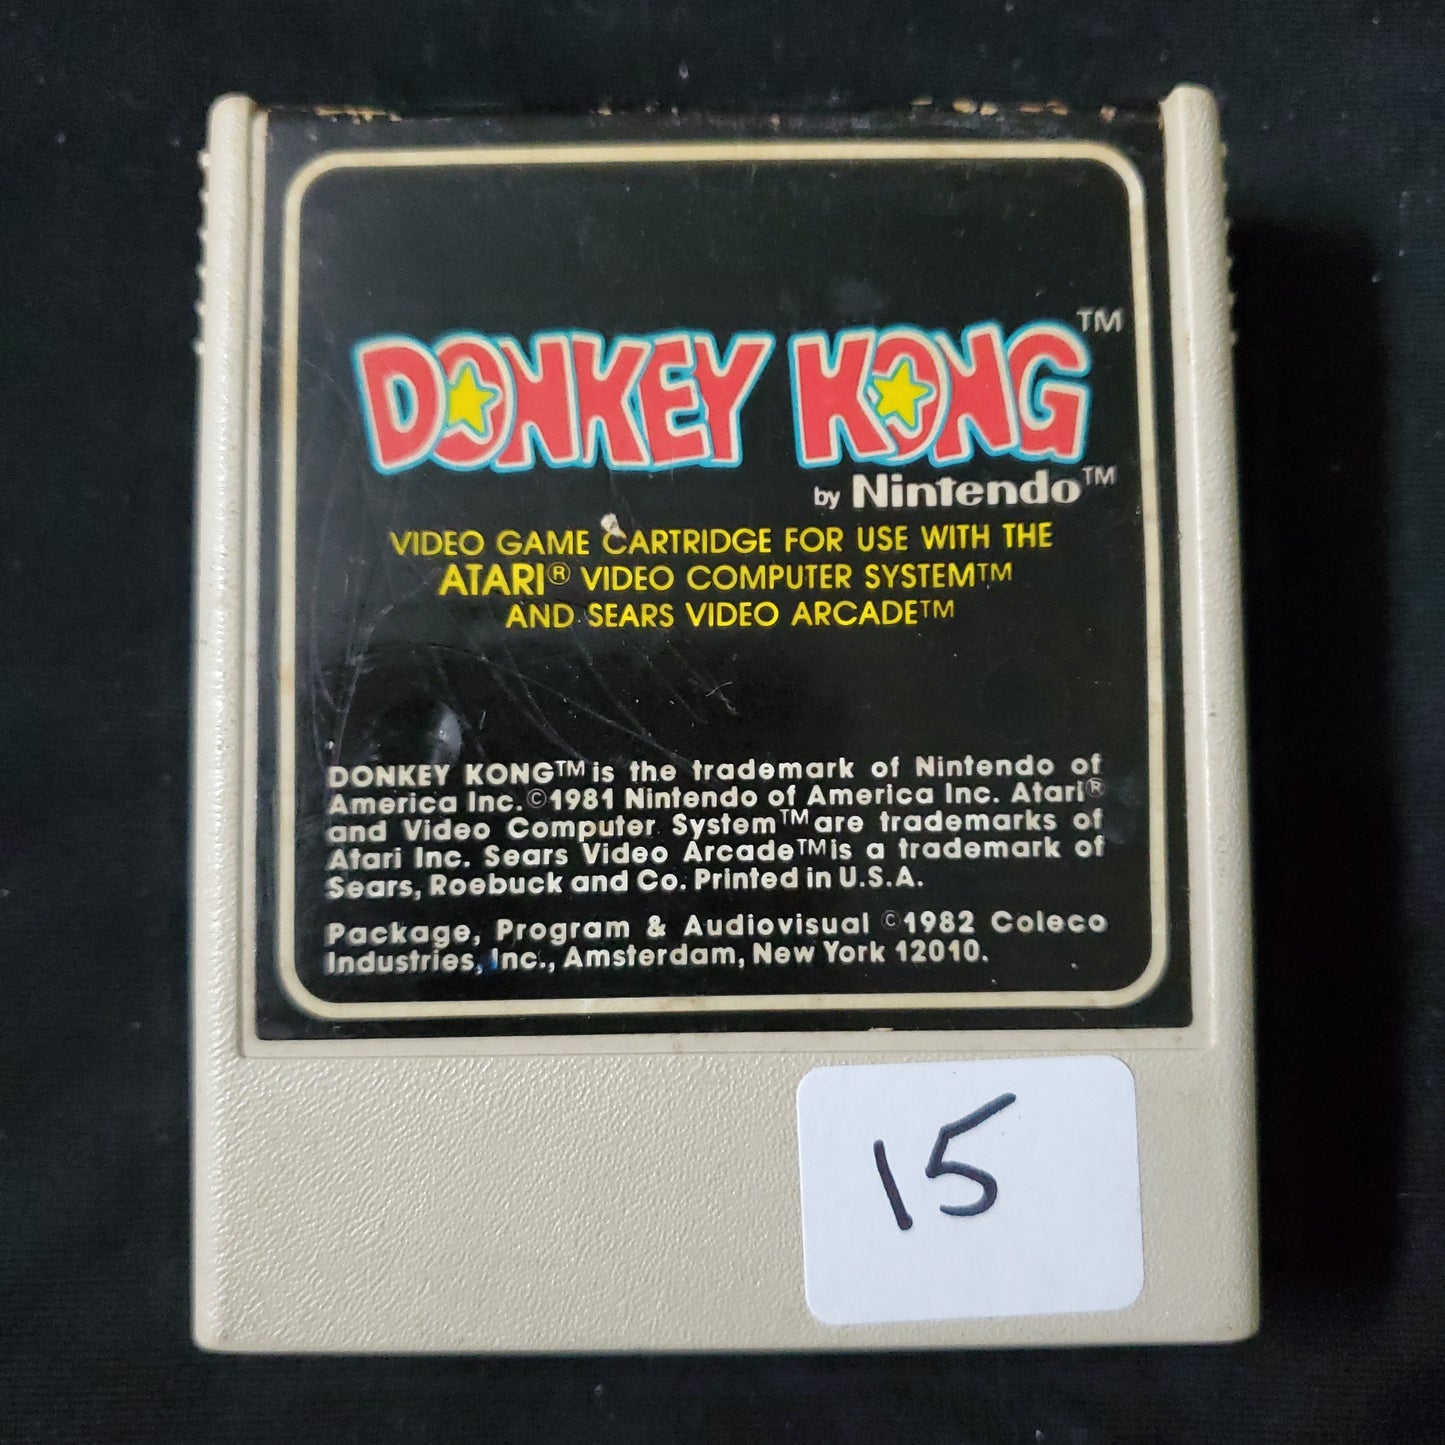 DONKEY KONG™
by Nintendo™
VIDEO GAME CARTRIDGE FOR USE WITH THE
ATARI® VIDEO COMPUTER SYSTEM™
AND SEARS VIDEO ARCADE™
DONKEY KONG™ is the trademark of Nintendo of
America Inc. ©1981 Nintendo of America Inc. Atari®
and Video Computer System™ are trademarks of
Atari Inc. Sears Video Arcade™ is a trademark of
Sears, Roebuck and Co. Printed in U.S.A.
Package, Program & Audiovisual ©1982 Coleco
Industries, Inc., Amsterdam, New York 12010.
15